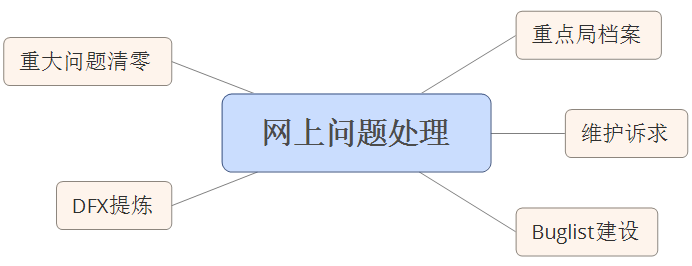 重大问题清零
重点局档案
网上问题处理
维护诉求
DFX提炼
Buglist建设